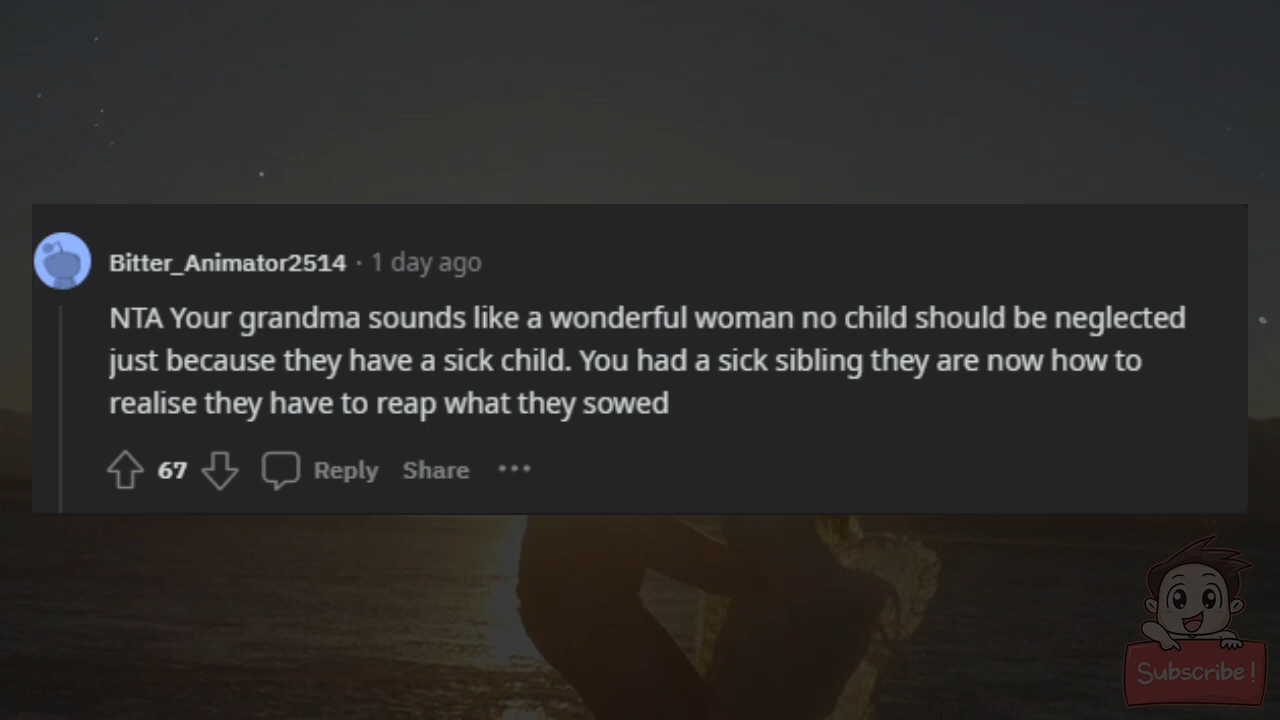 Bitter_Animator2514 · 1 day ago
NTA Your grandma sounds like a wonderful woman no child should be neglected
just because they have a sick child. You had a sick sibling they are now how to
realise they have to reap what they sowed
67 Reply Share ···
Subscribe!